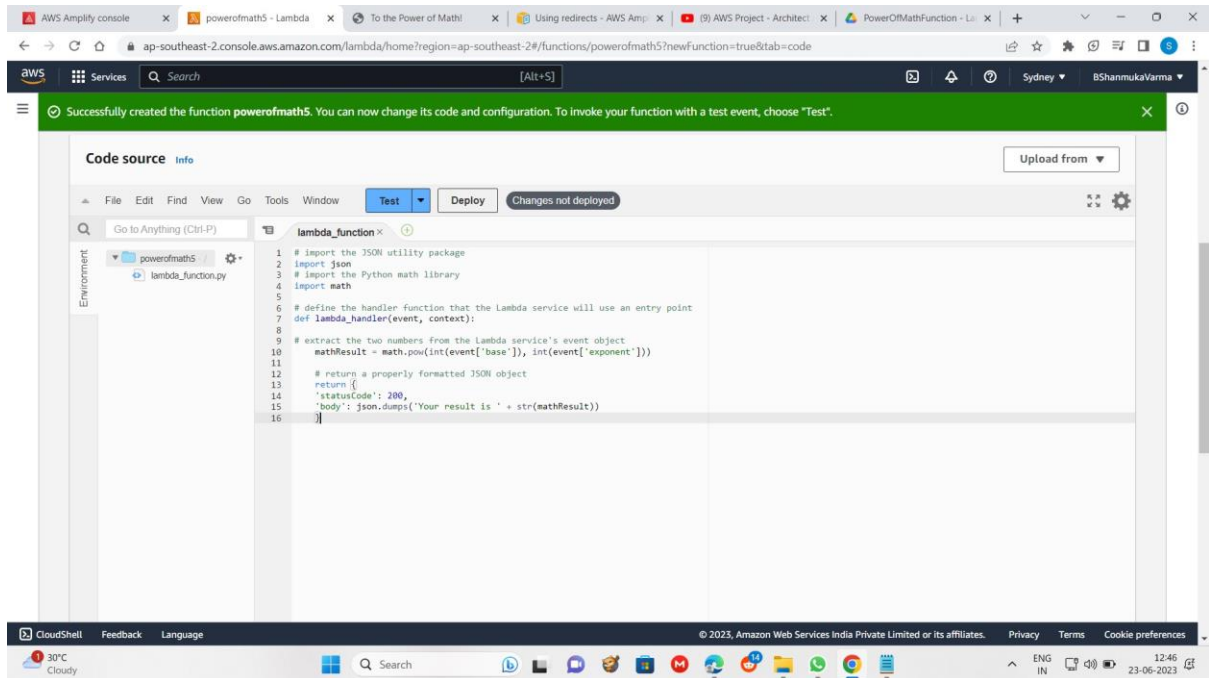 AWS Amplify console
powerofmath5 - Lambda
To the Power of Math!
Using redirects - AWS Amp
(9) AWS Project - Architect
PowerOfMathFunction - La
ap-southeast-2.console.aws.amazon.com/lambda/home?region=ap-southeast-2#/functions/powerofmath5?newFunction=true&tab=code
S
aws
Services
Search
[Alt+S]
Sydney ▼
BShanmukaVarma ▼
Successfully created the function powerofmath5. You can now change its code and configuration. To invoke your function with a test event, choose "Test".
Code source Info
Upload from ▼
File Edit Find View Go Tools Window
Test
Deploy
Changes not deployed
Go to Anything (Ctrl-P)
lambda_function ×
Environment
powerofmath5 /
lambda_function.py
1 # import the JSON utility package
2 import json
3 # import the Python math library
4 import math
5
6 # define the handler function that the Lambda service will use an entry point
7 def lambda_handler(event, context):
8
9 # extract the two numbers from the Lambda service's event object
10     mathResult = math.pow(int(event['base']), int(event['exponent']))
11
12     # return a properly formatted JSON object
13     return {
14     'statusCode': 200,
15     'body': json.dumps('Your result is ' + str(mathResult))
16     }
CloudShell Feedback Language
© 2023, Amazon Web Services India Private Limited or its affiliates. Privacy Terms Cookie preferences
1
30°C
Cloudy
Search
14
ENG
IN
12:46
23-06-2023